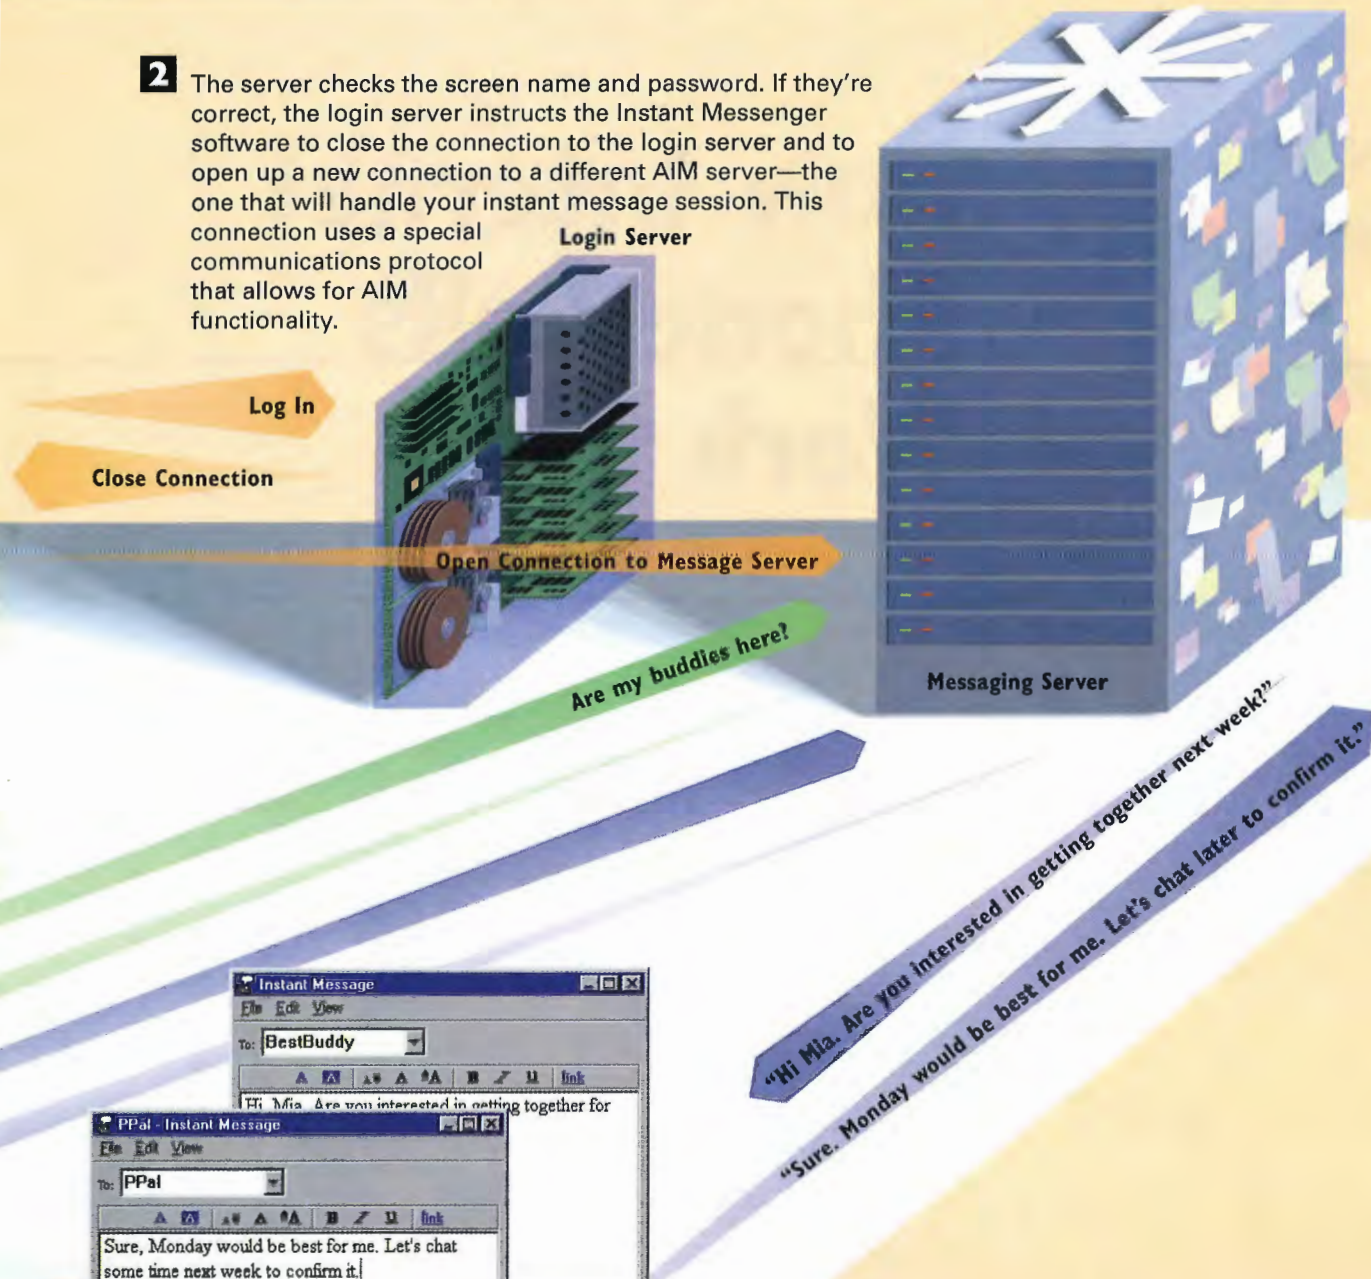 2 The server checks the screen name and password. If they're
correct, the login server instructs the Instant Messenger
software to close the connection to the login server and to
open up a new connection to a different AIM server—the
one that will handle your instant message session. This
connection uses a special
communications protocol
that allows for AIM
functionality.
Login Server
Log In
Close Connection
Open Connection to Message Server
Are my buddies here?
Messaging Server
"Hi Mia. Are you interested in getting together next week?"
"Sure. Monday would be best for me. Let's chat later to confirm it."
Instant Message
File Edit View
To: BestBuddy
A A A A A B I U link
Hi, Mia. Are you interested in getting together for
PPal - Instant Message
File Edit View
To: PPal
A A A A A B I U link
Sure, Monday would be best for me. Let's chat
some time next week to confirm it.